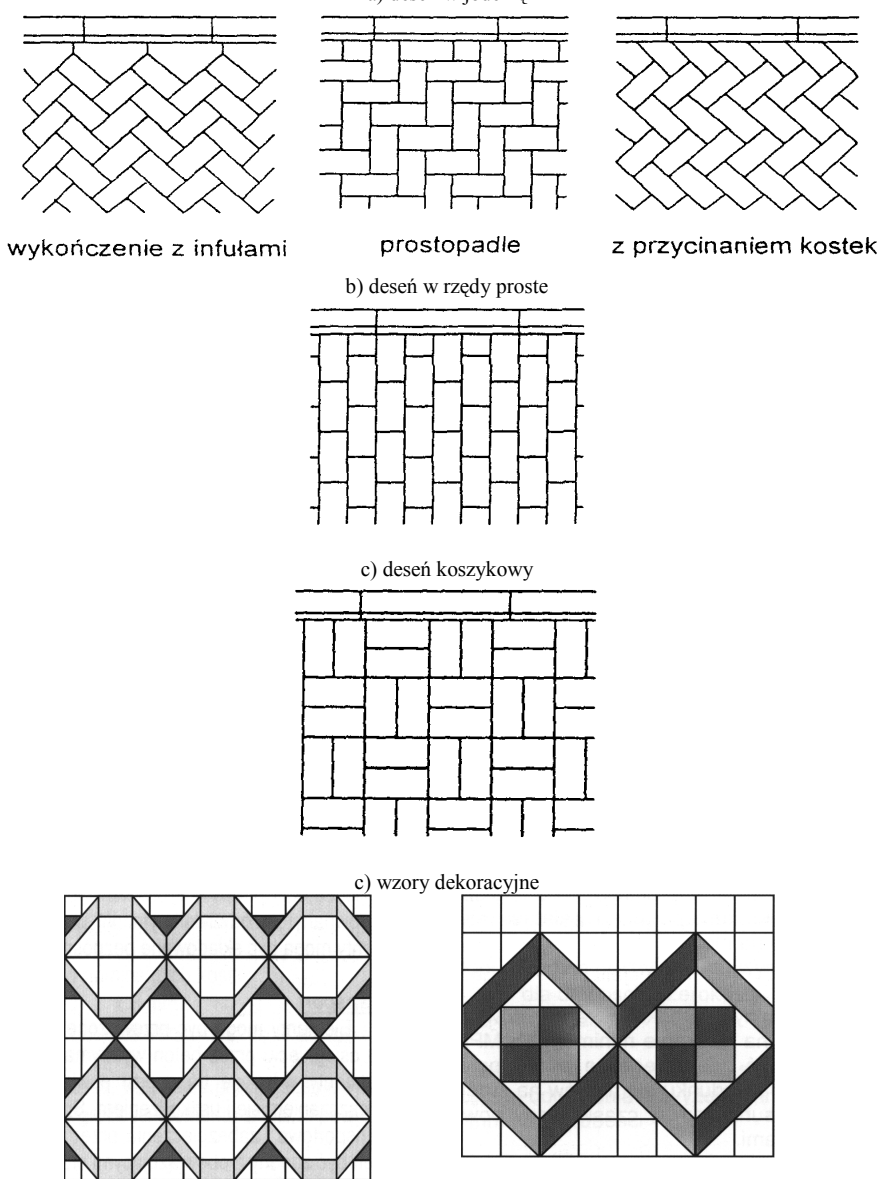 wykończenie z infułami
prostopadle
z przycinaniem kostek
b) deseń w rzędy proste
c) deseń koszykowy
c) wzory dekoracyjne